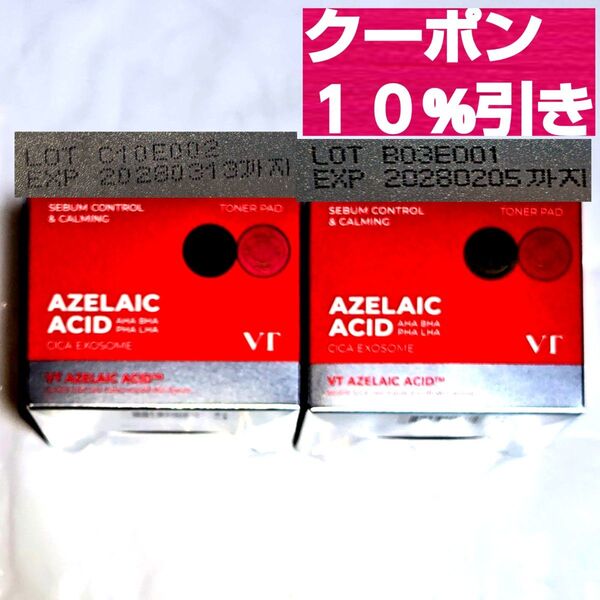 クーポン
１０%引き
LOT C10E002
EXP 20280313까지
LOT B03E001
EXP 20280205까지
SEBUM CONTROL
& CALMING
TONER PAD
AZELAIC
ACID AHA BHA
PHA LHA
CICA EXOSOME
VT
VT AZELAIC ACID™
SEBUM CONTROL
& CALMING
TONER PAD
AZELAIC
ACID AHA BHA
PHA LHA
CICA EXOSOME
VT
VT AZELAIC ACID™